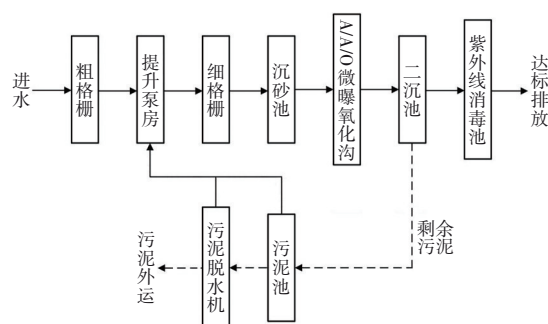 进水
粗格栅
提升泵房
细格栅
沉砂池
A/A/O微曝氧化沟
二沉池
紫外线消毒池
达标排放
剩余污泥
污泥池
污泥脱水机
污泥外运